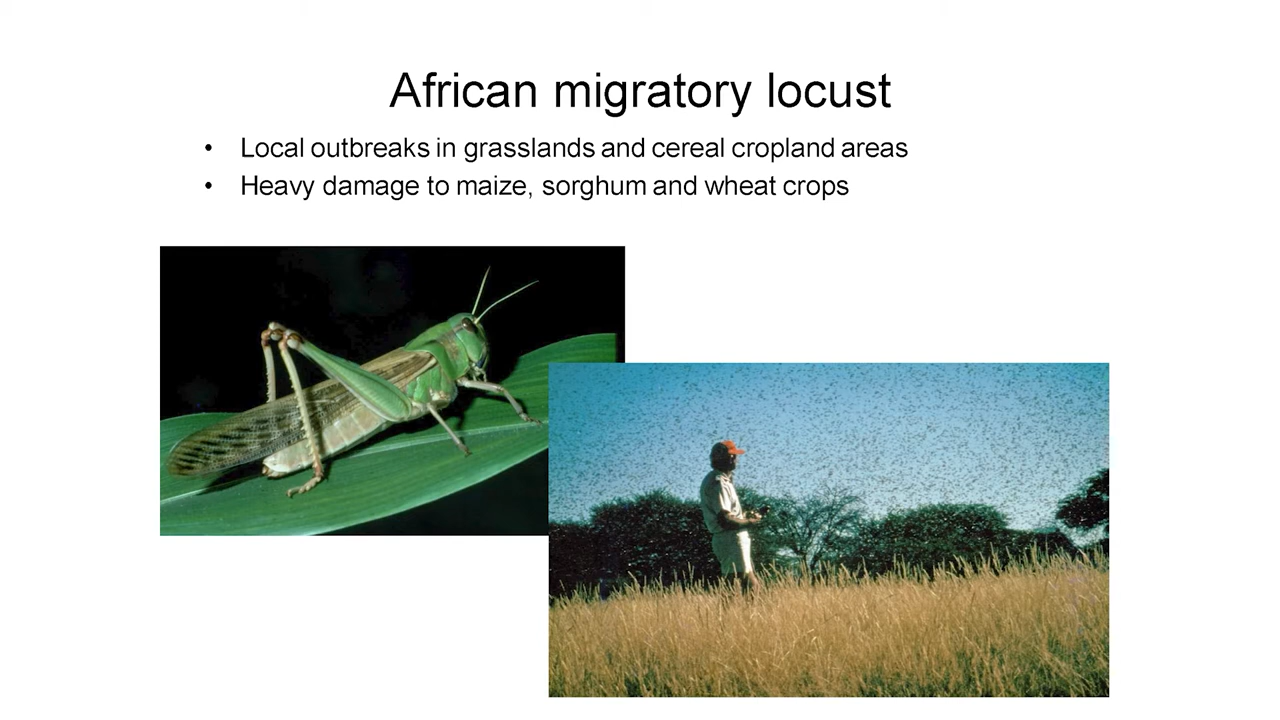 African migratory locust
• Local outbreaks in grasslands and cereal cropland areas
• Heavy damage to maize, sorghum and wheat crops